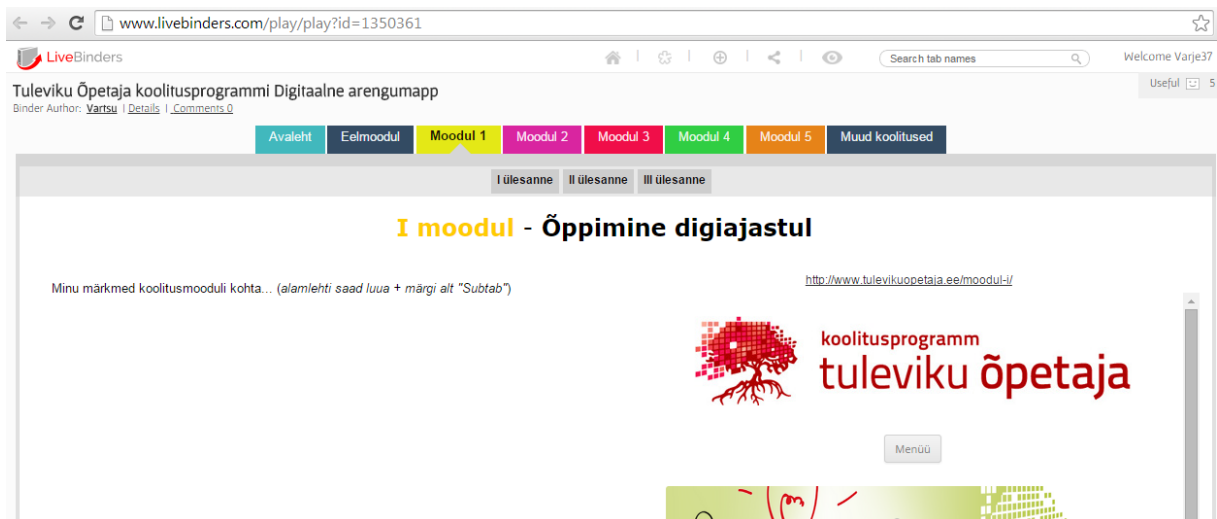 www.livebinders.com/play/play?id=1350361
LiveBinders
Search tab names
Welcome Varje37
Tuleviku Õpetaja koolitusprogrammi Digitaalne arengumapp
Useful 5
Binder Author: Vartsu | Details | Comments 0
Avaleht Eelmoodul Moodul 1 Moodul 2 Moodul 3 Moodul 4 Moodul 5 Muud koolitused
I ülesanne II ülesanne III ülesanne
I moodul - Õppimine digiajastul
Minu märkmed koolitusmooduli kohta... (alamlehti saad luua + märgi alt "Subtab")
http://www.tulevikuopetaja.ee/moodul-i/
koolitusprogramm
tuleviku õpetaja
Menüü